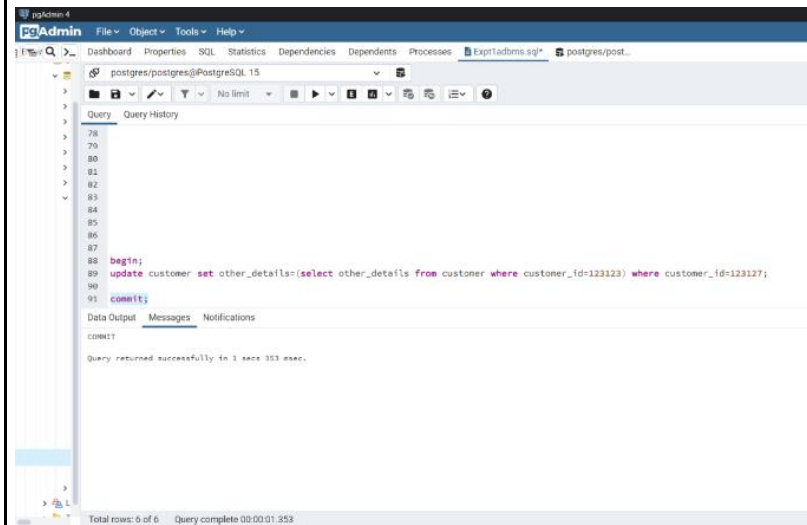 pgAdmin 4
pgAdmin File Object Tools Help
Dashboard Properties SQL Statistics Dependencies Dependents Processes Expt1adbms.sql* postgres/post...
postgres/postgres@PostgreSQL 15
No limit
Query Query History
78
79
80
81
82
83
84
85
86
87
88 begin;
89 update customer set other_details=(select other_details from customer where customer_id=123123) where customer_id=123127;
90
91 commit;
Data Output Messages Notifications
COMMIT
Query returned successfully in 1 secs 353 msec.
Total rows: 6 of 6 Query complete 00:00:01.353